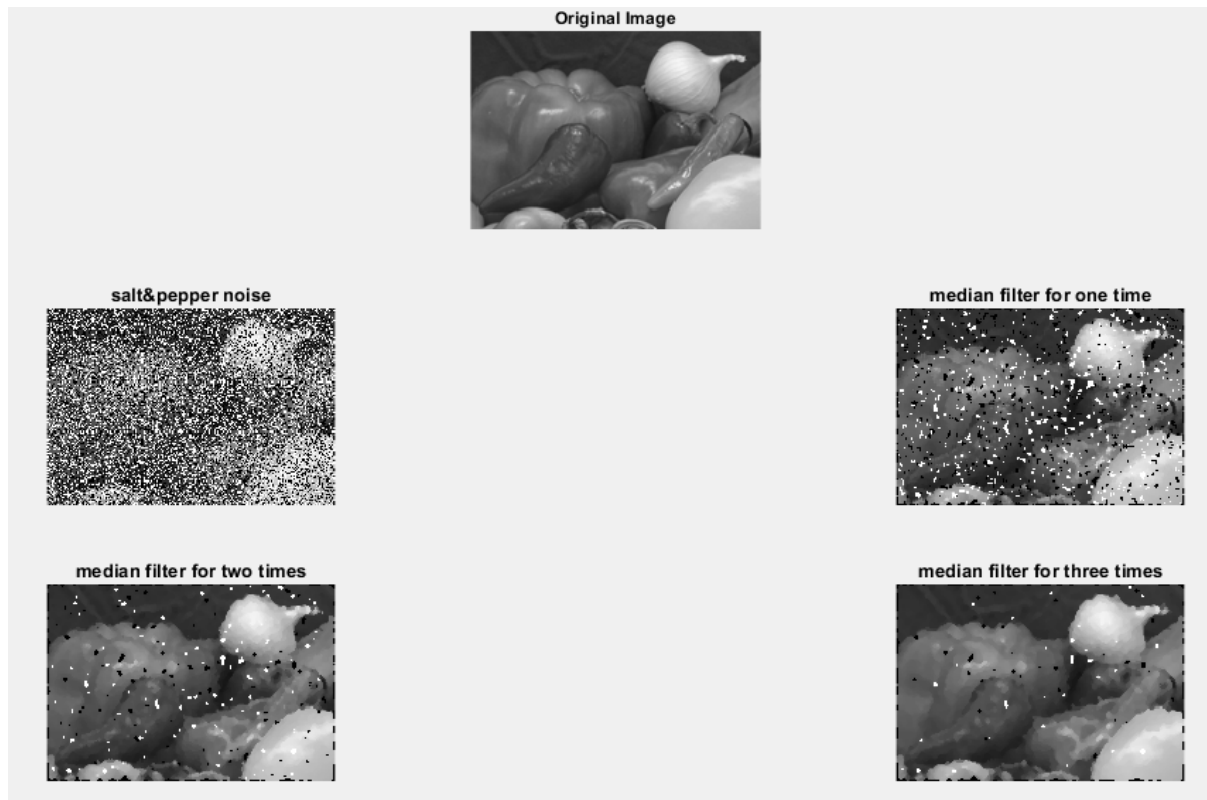 Original Image
salt&pepper noise
median filter for one time
median filter for two times
median filter for three times